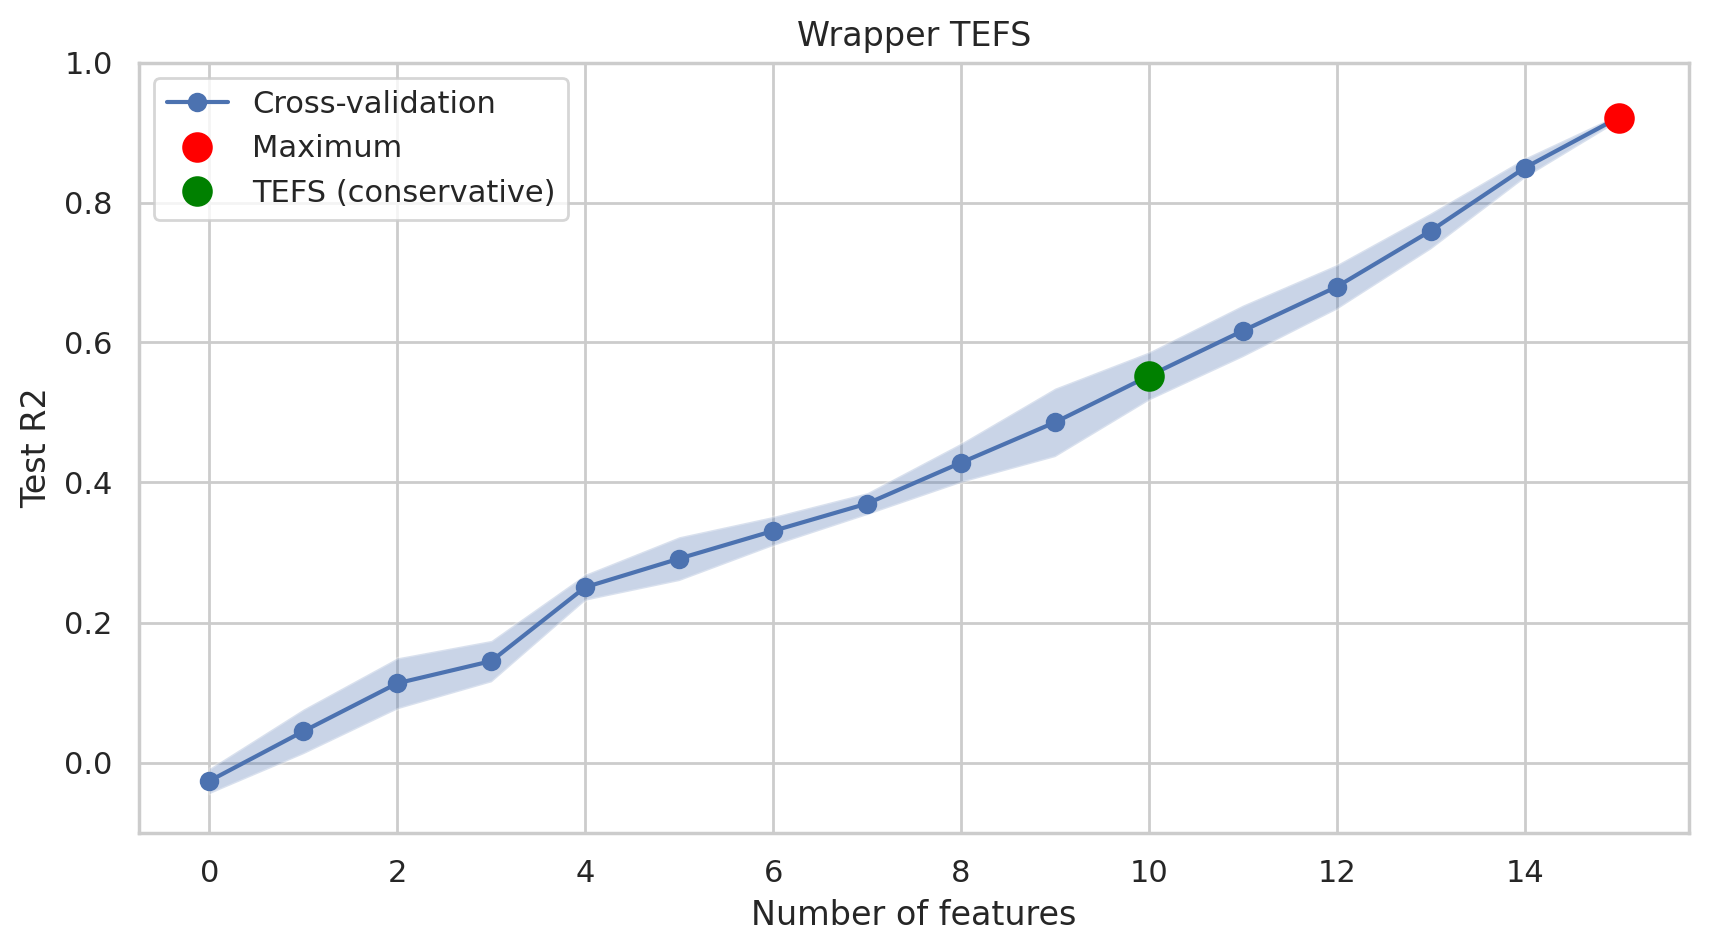 Wrapper TEFS
1.0
0.8
0.6
0.4
0.2
0.0
Test R2
Cross-validation
Maximum
TEFS (conservative)
0 2 4 6 8 10 12 14
Number of features